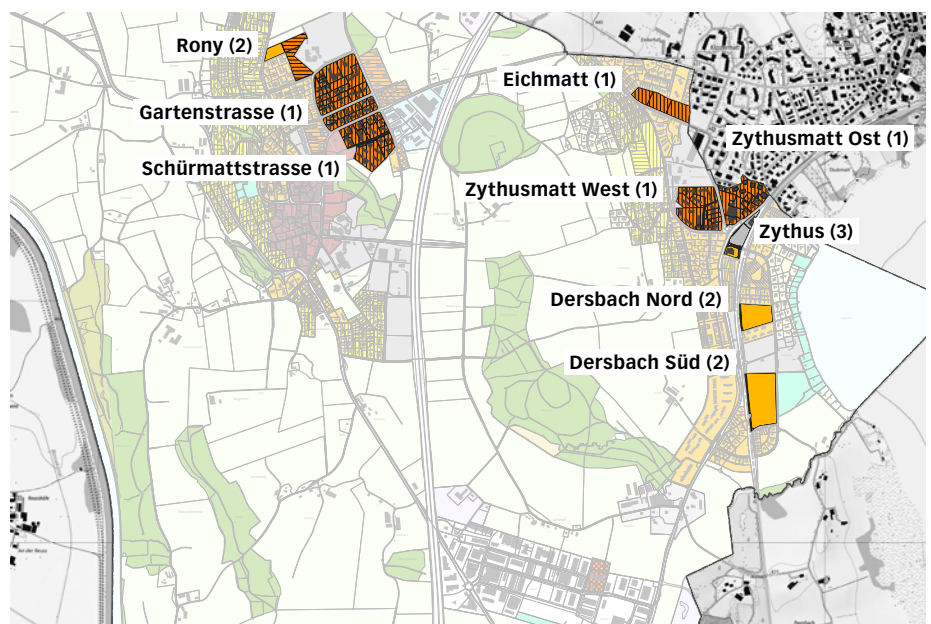 Rony (2)
Eichmatt (1)
Gartenstrasse (1)
Zythusmatt Ost (1)
Schürmattstrasse (1)
Zythusmatt West (1)
Zythus (3)
Dersbach Nord (2)
Dersbach Süd (2)